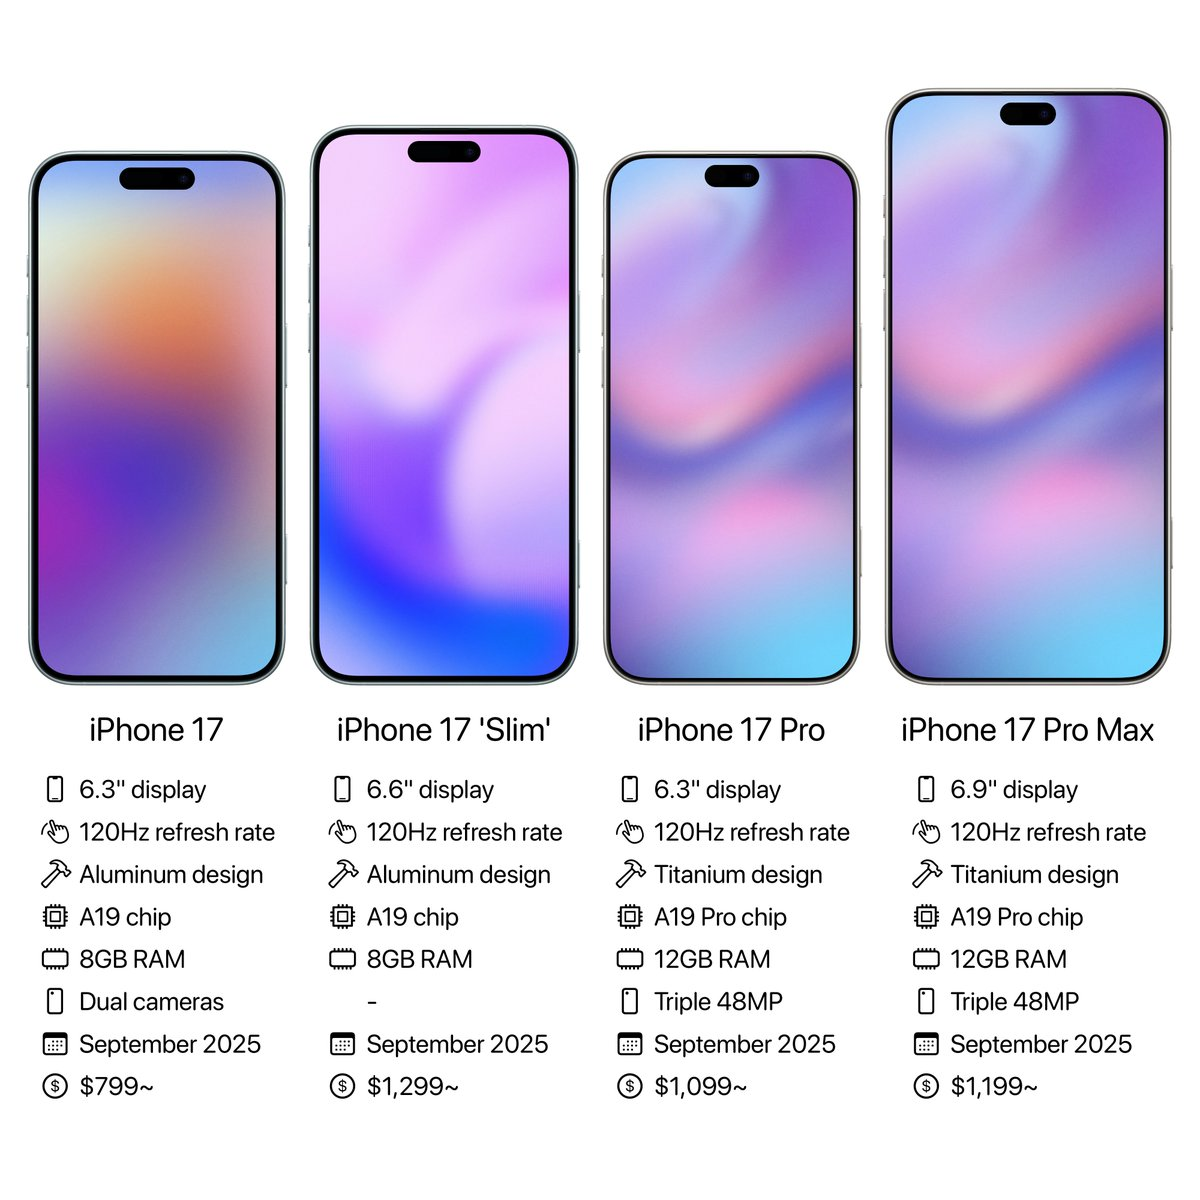 iPhone 17
6.3" display
120Hz refresh rate
Aluminum design
A19 chip
8GB RAM
Dual cameras
September 2025
$799~
iPhone 17 'Slim'
6.6" display
120Hz refresh rate
Aluminum design
A19 chip
8GB RAM
-
September 2025
$1,299~
iPhone 17 Pro
6.3" display
120Hz refresh rate
Titanium design
A19 Pro chip
12GB RAM
Triple 48MP
September 2025
$1,099~
iPhone 17 Pro Max
6.9" display
120Hz refresh rate
Titanium design
A19 Pro chip
12GB RAM
Triple 48MP
September 2025
$1,199~